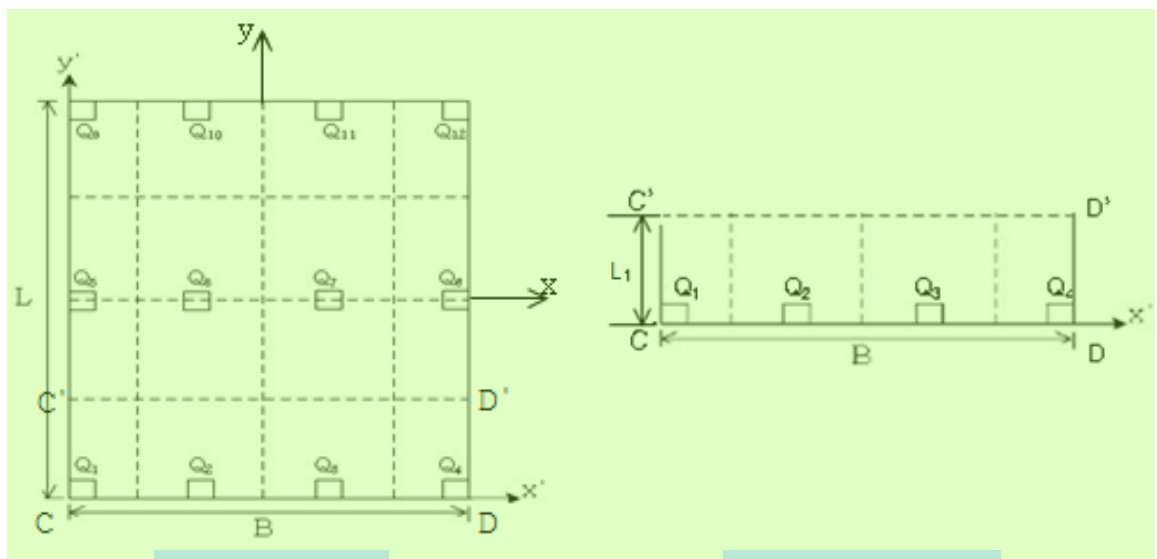 y
y'
Q₉ Q₁₀ Q₁₁ Q₁₂
Q₅ Q₆ Q₇ Q₈
x
L
C' D'
Q₁ Q₂ Q₃ Q₄
x'
C B D
C' D'
L₁
Q₁ Q₂ Q₃ Q₄
x'
C B D